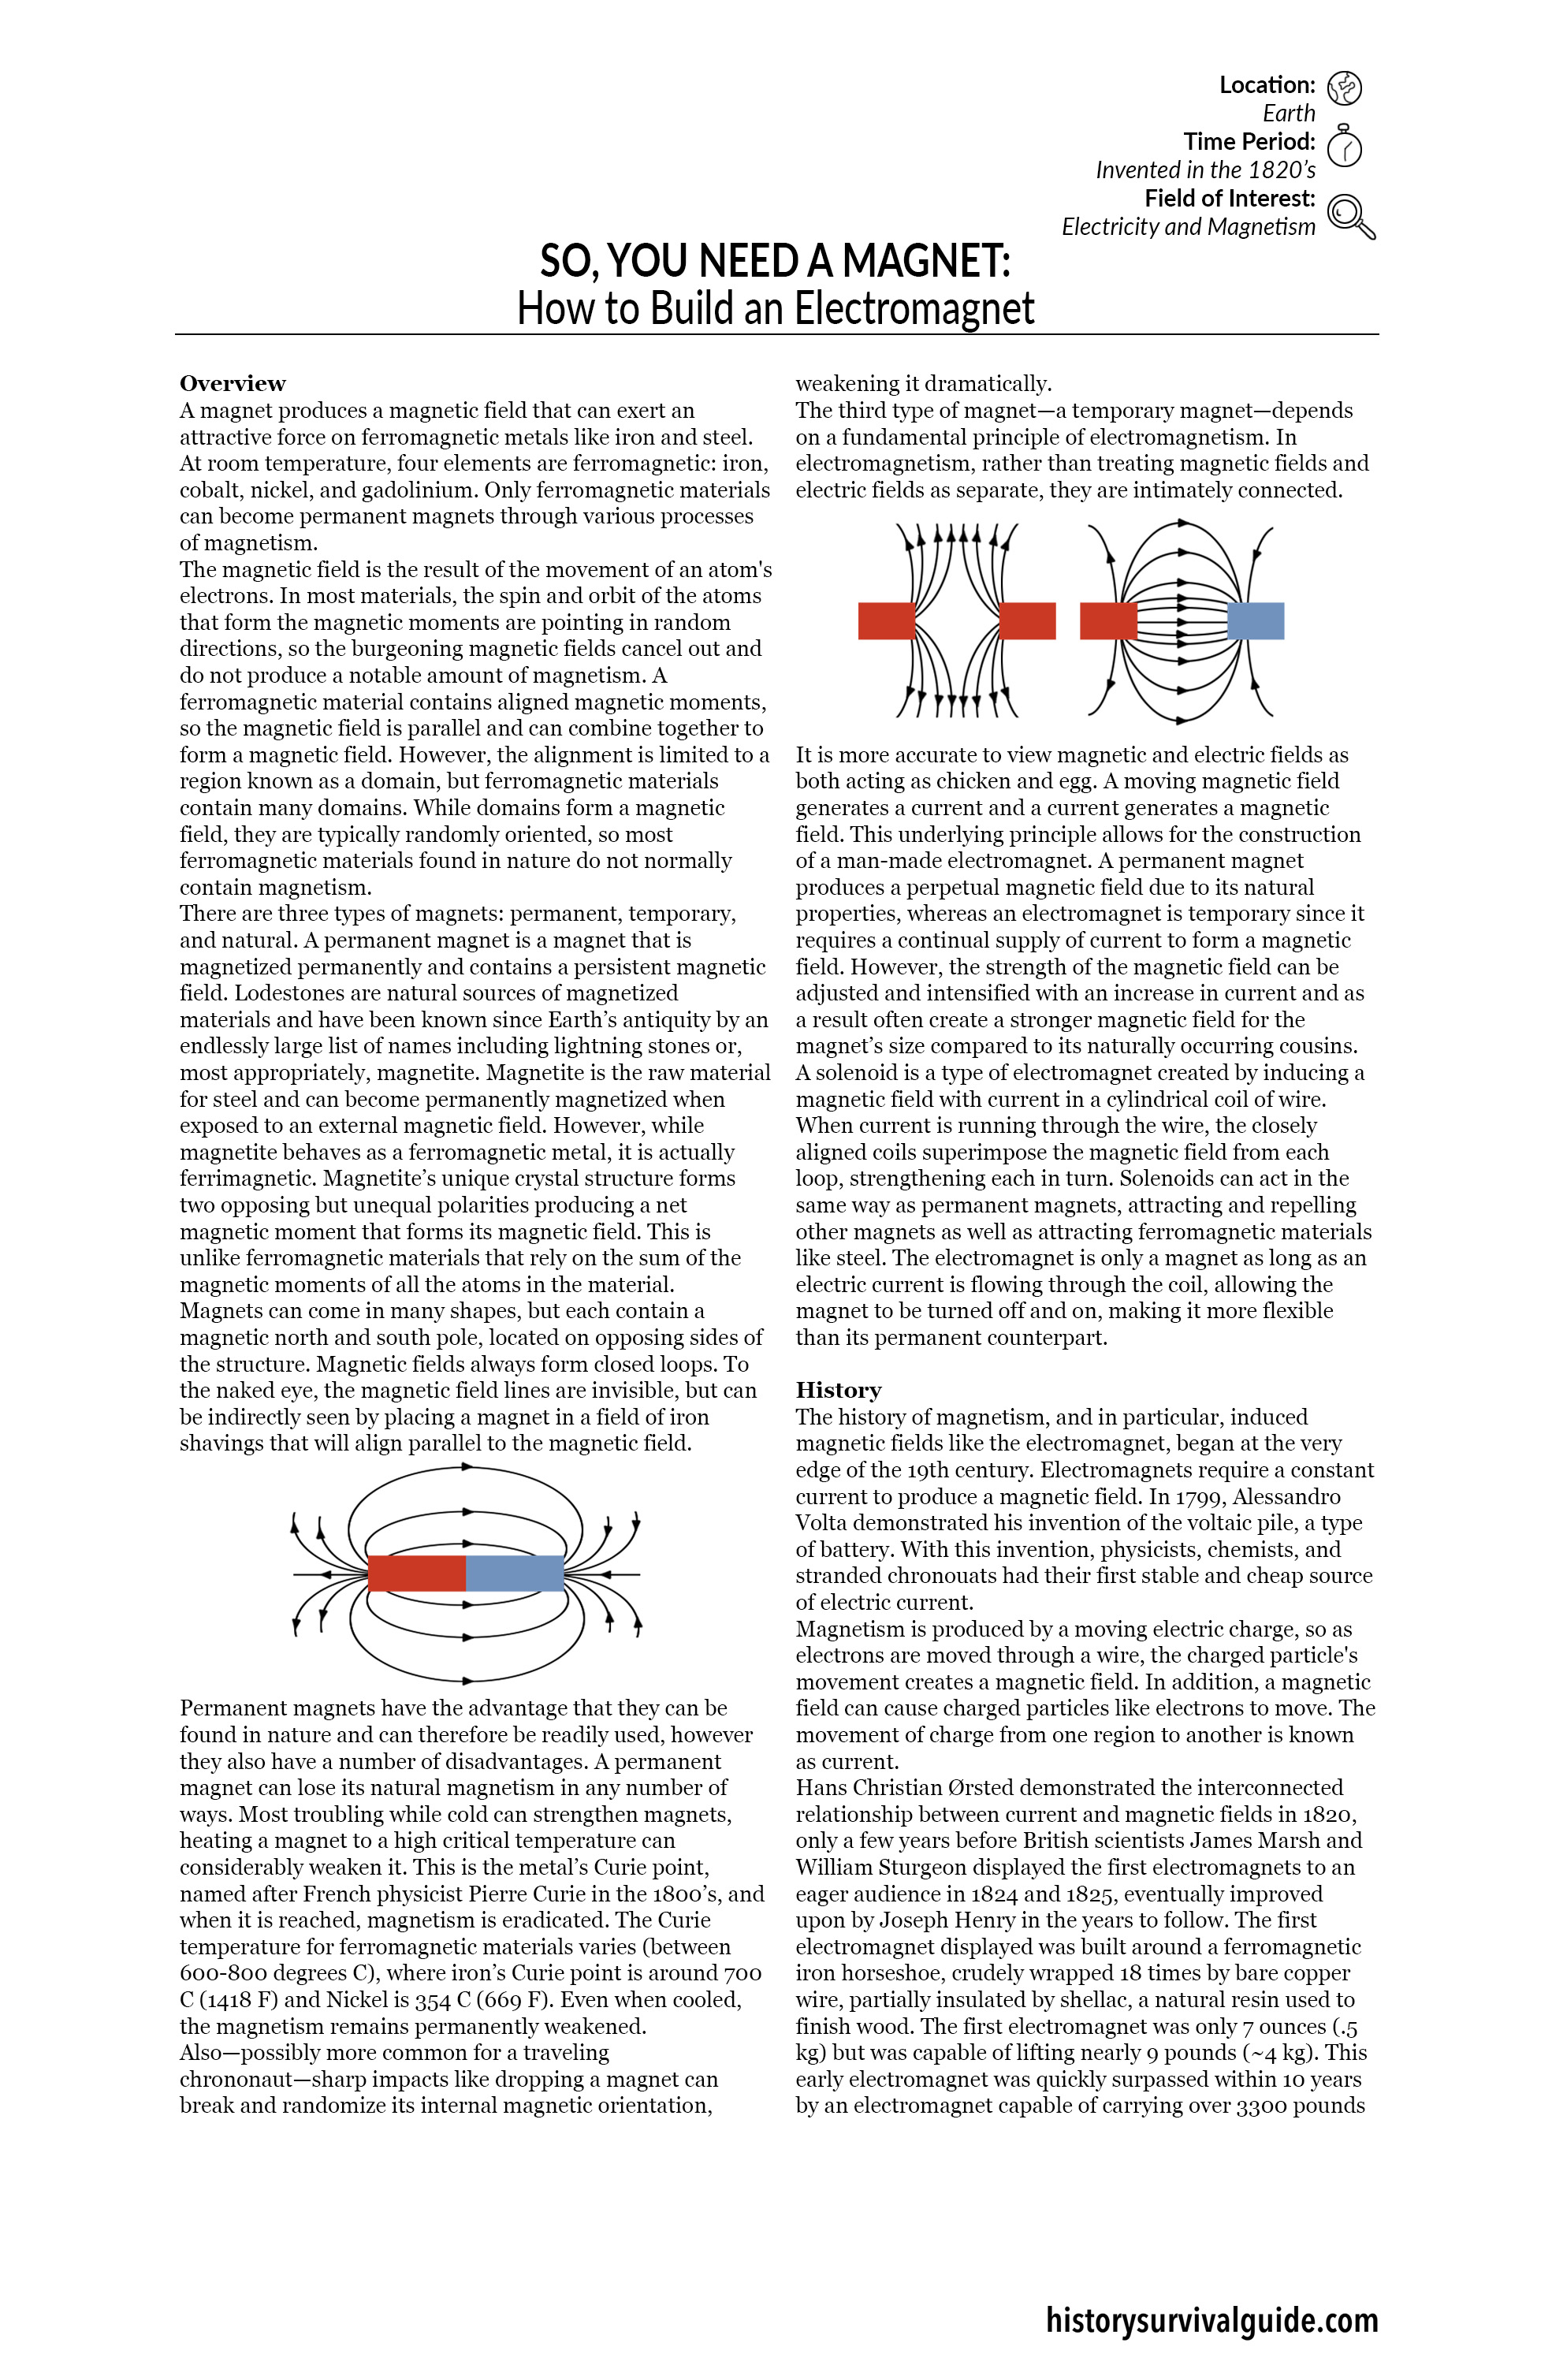 Location:
Earth
Time Period:
Invented in the 1820’s
Field of Interest:
Electricity and Magnetism
SO, YOU NEED A MAGNET:
How to Build an Electromagnet
Overview
A magnet produces a magnetic field that can exert an
attractive force on ferromagnetic metals like iron and steel.
At room temperature, four elements are ferromagnetic: iron,
cobalt, nickel, and gadolinium. Only ferromagnetic materials
can become permanent magnets through various processes
of magnetism.
The magnetic field is the result of the movement of an atom's
electrons. In most materials, the spin and orbit of the atoms
that form the magnetic moments are pointing in random
directions, so the burgeoning magnetic fields cancel out and
do not produce a notable amount of magnetism. A
ferromagnetic material contains aligned magnetic moments,
so the magnetic field is parallel and can combine together to
form a magnetic field. However, the alignment is limited to a
region known as a domain, but ferromagnetic materials
contain many domains. While domains form a magnetic
field, they are typically randomly oriented, so most
ferromagnetic materials found in nature do not normally
contain magnetism.
There are three types of magnets: permanent, temporary,
and natural. A permanent magnet is a magnet that is
magnetized permanently and contains a persistent magnetic
field. Lodestones are natural sources of magnetized
materials and have been known since Earth’s antiquity by an
endlessly large list of names including lightning stones or,
most appropriately, magnetite. Magnetite is the raw material
for steel and can become permanently magnetized when
exposed to an external magnetic field. However, while
magnetite behaves as a ferromagnetic metal, it is actually
ferrimagnetic. Magnetite’s unique crystal structure forms
two opposing but unequal polarities producing a net
magnetic moment that forms its magnetic field. This is
unlike ferromagnetic materials that rely on the sum of the
magnetic moments of all the atoms in the material.
Magnets can come in many shapes, but each contain a
magnetic north and south pole, located on opposing sides of
the structure. Magnetic fields always form closed loops. To
the naked eye, the magnetic field lines are invisible, but can
be indirectly seen by placing a magnet in a field of iron
shavings that will align parallel to the magnetic field.
Permanent magnets have the advantage that they can be
found in nature and can therefore be readily used, however
they also have a number of disadvantages. A permanent
magnet can lose its natural magnetism in any number of
ways. Most troubling while cold can strengthen magnets,
heating a magnet to a high critical temperature can
considerably weaken it. This is the metal’s Curie point,
named after French physicist Pierre Curie in the 1800’s, and
when it is reached, magnetism is eradicated. The Curie
temperature for ferromagnetic materials varies (between
600-800 degrees C), where iron’s Curie point is around 700
C (1418 F) and Nickel is 354 C (669 F). Even when cooled,
the magnetism remains permanently weakened.
Also—possibly more common for a traveling
chrononaut—sharp impacts like dropping a magnet can
break and randomize its internal magnetic orientation,
weakening it dramatically.
The third type of magnet—a temporary magnet—depends
on a fundamental principle of electromagnetism. In
electromagnetism, rather than treating magnetic fields and
electric fields as separate, they are intimately connected.
It is more accurate to view magnetic and electric fields as
both acting as chicken and egg. A moving magnetic field
generates a current and a current generates a magnetic
field. This underlying principle allows for the construction
of a man-made electromagnet. A permanent magnet
produces a perpetual magnetic field due to its natural
properties, whereas an electromagnet is temporary since it
requires a continual supply of current to form a magnetic
field. However, the strength of the magnetic field can be
adjusted and intensified with an increase in current and as
a result often create a stronger magnetic field for the
magnet’s size compared to its naturally occurring cousins.
A solenoid is a type of electromagnet created by inducing a
magnetic field with current in a cylindrical coil of wire.
When current is running through the wire, the closely
aligned coils superimpose the magnetic field from each
loop, strengthening each in turn. Solenoids can act in the
same way as permanent magnets, attracting and repelling
other magnets as well as attracting ferromagnetic materials
like steel. The electromagnet is only a magnet as long as an
electric current is flowing through the coil, allowing the
magnet to be turned off and on, making it more flexible
than its permanent counterpart.
History
The history of magnetism, and in particular, induced
magnetic fields like the electromagnet, began at the very
edge of the 19th century. Electromagnets require a constant
current to produce a magnetic field. In 1799, Alessandro
Volta demonstrated his invention of the voltaic pile, a type
of battery. With this invention, physicists, chemists, and
stranded chronouats had their first stable and cheap source
of electric current.
Magnetism is produced by a moving electric charge, so as
electrons are moved through a wire, the charged particle's
movement creates a magnetic field. In addition, a magnetic
field can cause charged particles like electrons to move. The
movement of charge from one region to another is known
as current.
Hans Christian Ørsted demonstrated the interconnected
relationship between current and magnetic fields in 1820,
only a few years before British scientists James Marsh and
William Sturgeon displayed the first electromagnets to an
eager audience in 1824 and 1825, eventually improved
upon by Joseph Henry in the years to follow. The first
electromagnet displayed was built around a ferromagnetic
iron horseshoe, crudely wrapped 18 times by bare copper
wire, partially insulated by shellac, a natural resin used to
finish wood. The first electromagnet was only 7 ounces (.5
kg) but was capable of lifting nearly 9 pounds (~4 kg). This
early electromagnet was quickly surpassed within 10 years
by an electromagnet capable of carrying over 3300 pounds
historysurvivalguide.com